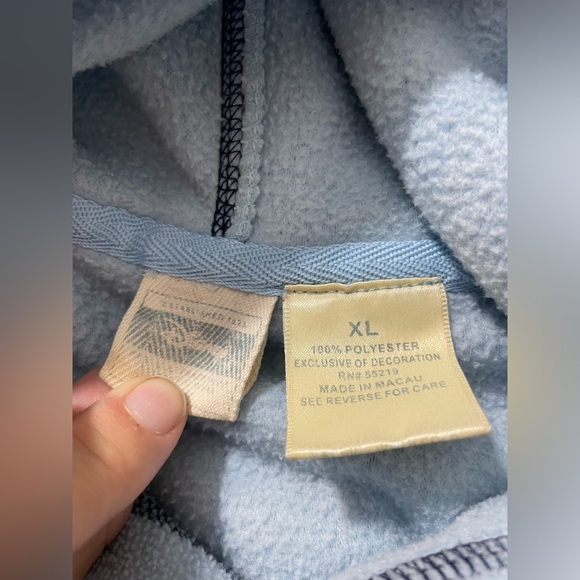 XL
100% POLYESTER
EXCLUSIVE OF DECORATION
RN# 55219
MADE IN MACAU
SEE REVERSE FOR CARE